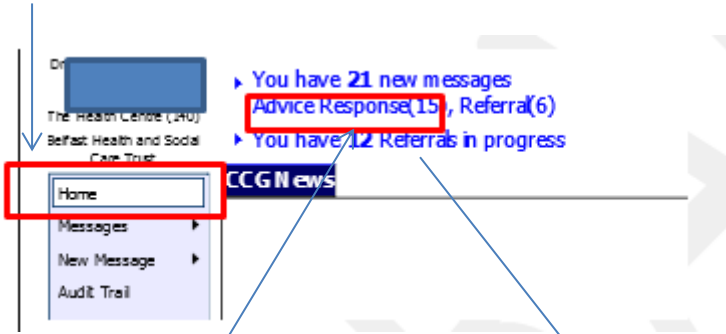 Dr
The Health Centre (140)
Belfast Health and Social
Care Trust
Home
Messages
New Message
Audit Trail
You have 21 new messages
Advice Response(15), Referral(6)
You have 12 Referrals in progress
CCG News